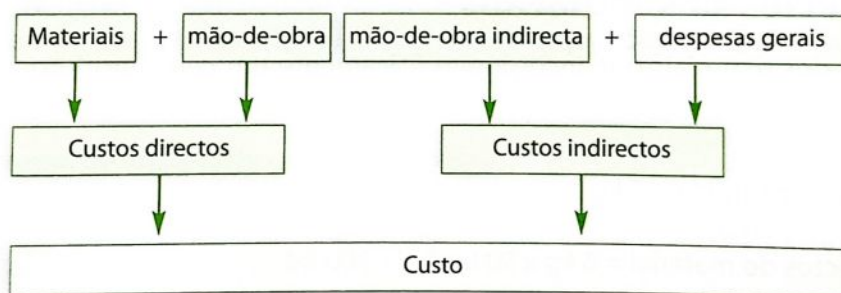 Materiais + mão-de-obra mão-de-obra indirecta + despesas gerais
Custos directos Custos indirectos
Custo